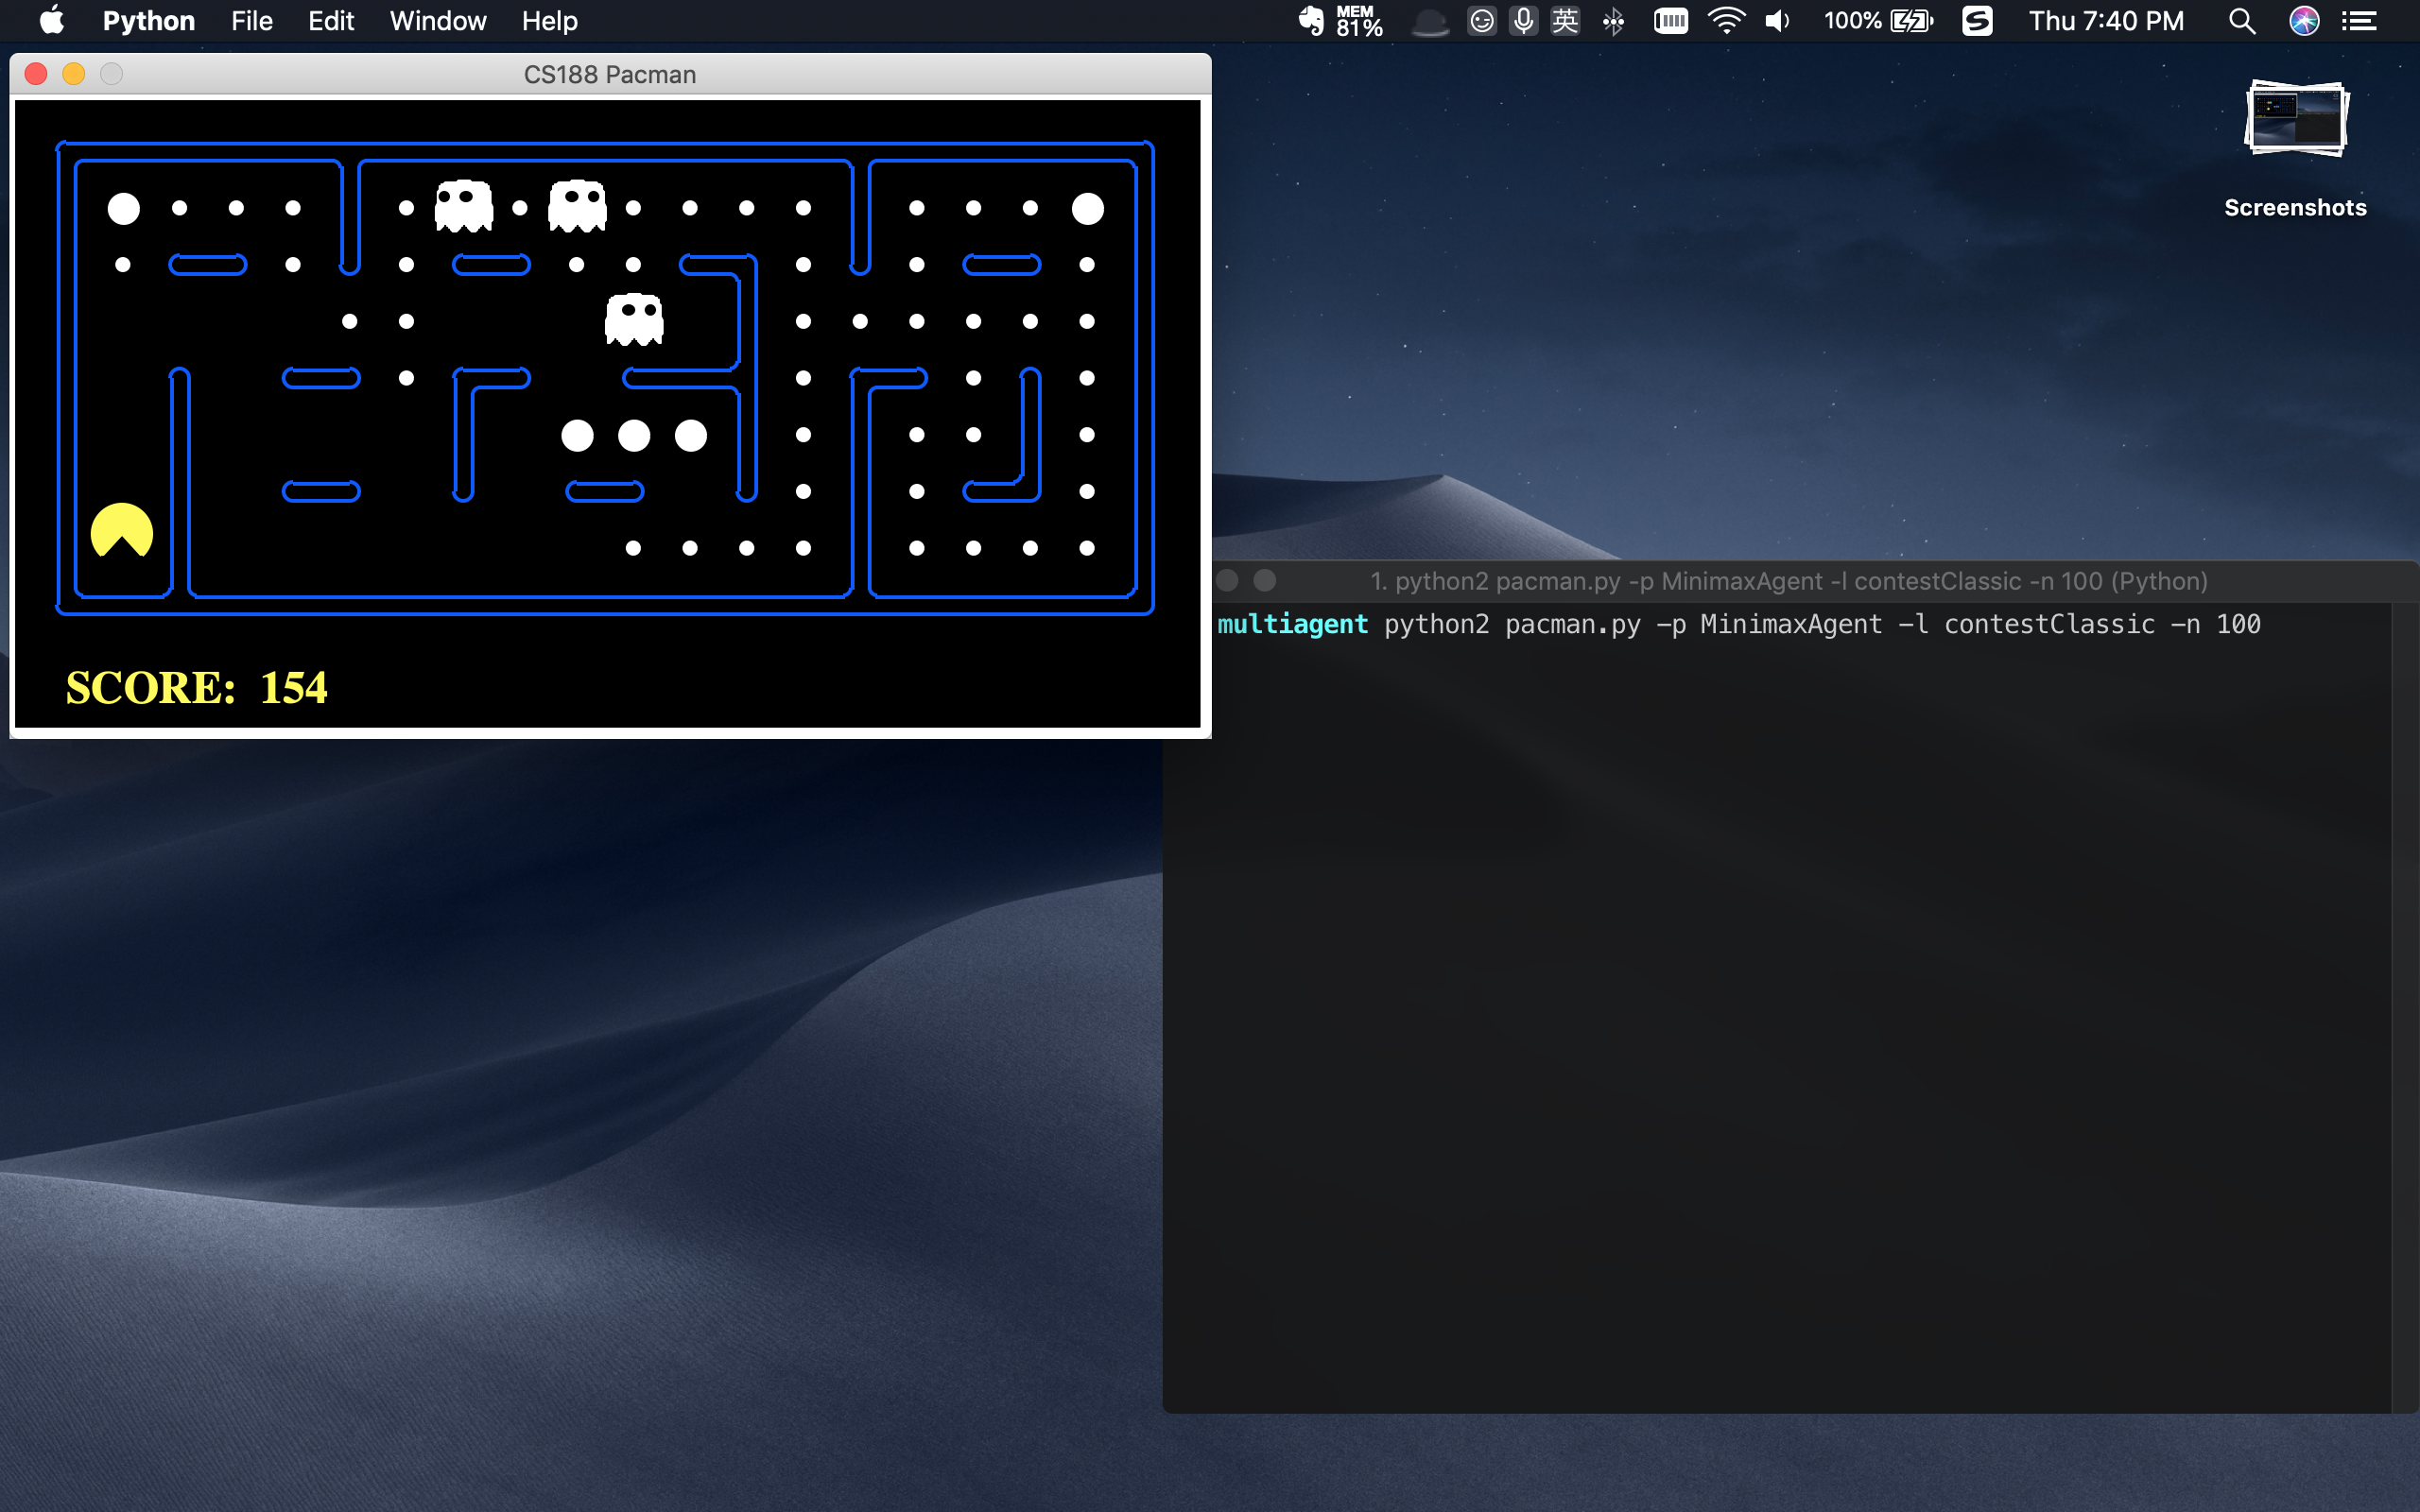 Python File Edit Window Help MEM 81% 英 100% Thu 7:40 PM
CS188 Pacman
Screenshots
1. python2 pacman.py -p MinimaxAgent -l contestClassic -n 100 (Python)
multiagent python2 pacman.py -p MinimaxAgent -l contestClassic -n 100
SCORE: 154